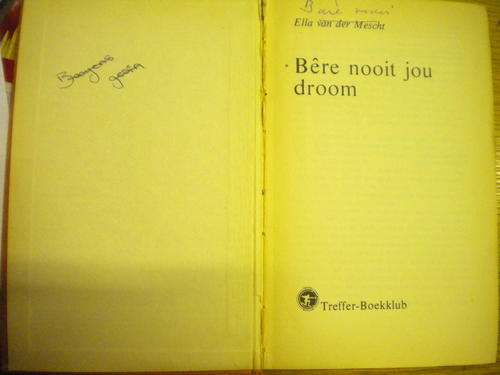 Ella van der Mescht
Bêre nooit jou
droom
Treffer-Boekklub